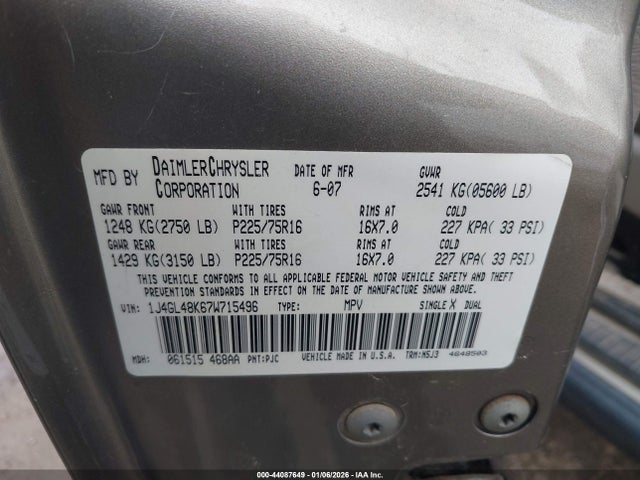 MFD BY DAIMLERCHRYSLER CORPORATION DATE OF MFR 6-07 GVWR 2541 KG(05600 LB)
GAWR FRONT WITH TIRES RIMS AT COLD
1248 KG(2750 LB) P225/75R16 16X7.0 227 KPA( 33 PSI)
GAWR REAR WITH TIRES RIMS AT COLD
1429 KG(3150 LB) P225/75R16 16X7.0 227 KPA( 33 PSI)
THIS VEHICLE CONFORMS TO ALL APPLICABLE FEDERAL MOTOR VEHICLE SAFETY AND THEFT
PREVENTION STANDARDS IN EFFECT ON THE DATE OF MANUFACTURE SHOWN ABOVE.
VIN: 1J4GL48K67W715496 TYPE: MPV SINGLE X DUAL
MDH: 061515 468AA PNT:PJC VEHICLE MADE IN U.S.A. TRM:M5J3 4648503
000-44087649 - 01/06/2026 - IAA Corp.